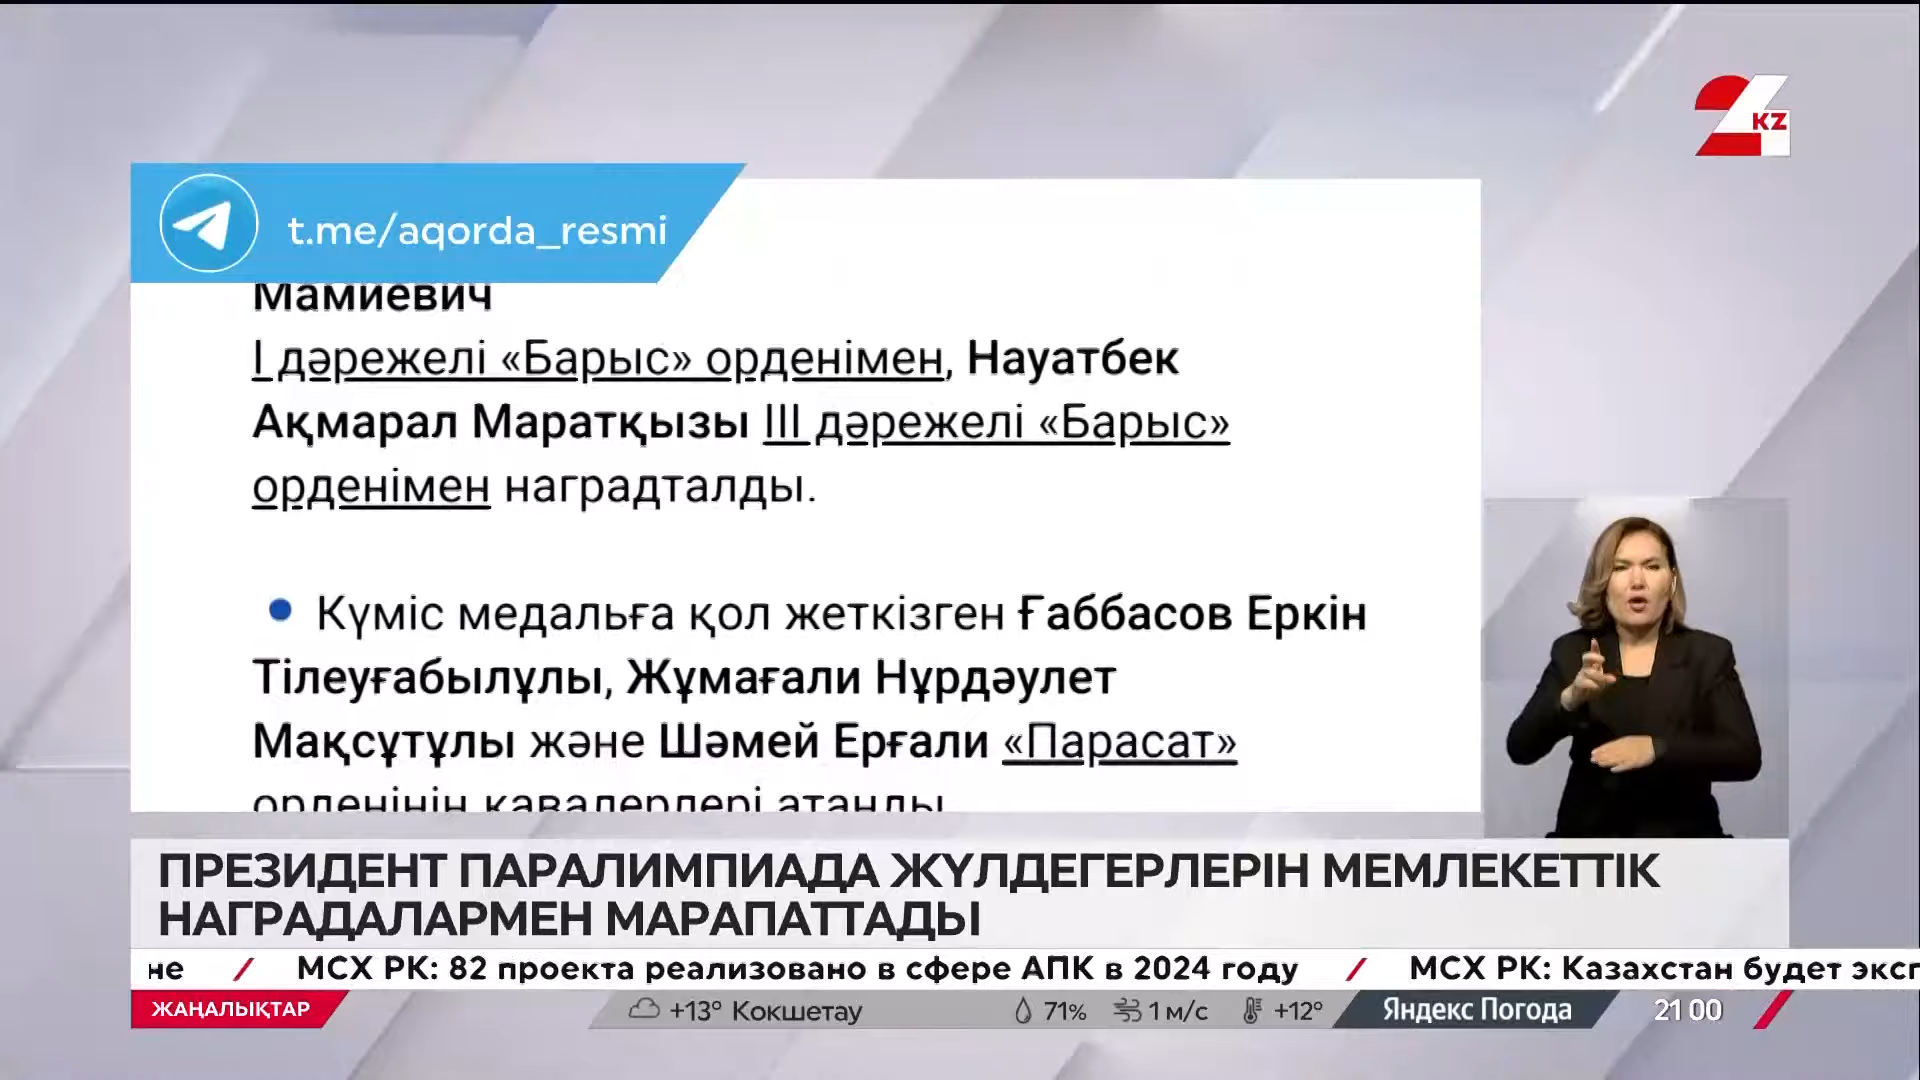 24
KZ
t.me/aqorda_resmi
Мамиевич
I дәрежелі «Барыс» орденімен, Науатбек
Ақмарал Маратқызы III дәрежелі «Барыс»
орденімен наградталды.
• Күміс медальға қол жеткізген Ғаббасов Еркін
Тілеуғабылұлы, Жұмағали Нұрдәулет
Мақсұтұлы және Шәмей Ерғали «Парасат»
орденінің кавалерлері атанды
ПРЕЗИДЕНТ ПАРАЛИМПИАДА ЖҮЛДЕГЕРЛЕРІН МЕМЛЕКЕТТІК
НАГРАДАЛАРМЕН МАРАПАТТАДЫ
не / МСХ РК: 82 проекта реализовано в сфере АПК в 2024 году / МСХ РК: Казахстан будет эксп
ЖАҢАЛЫҚТАР +13° Кокшетау 71% 1 м/с +12° Яндекс Погода 21 00